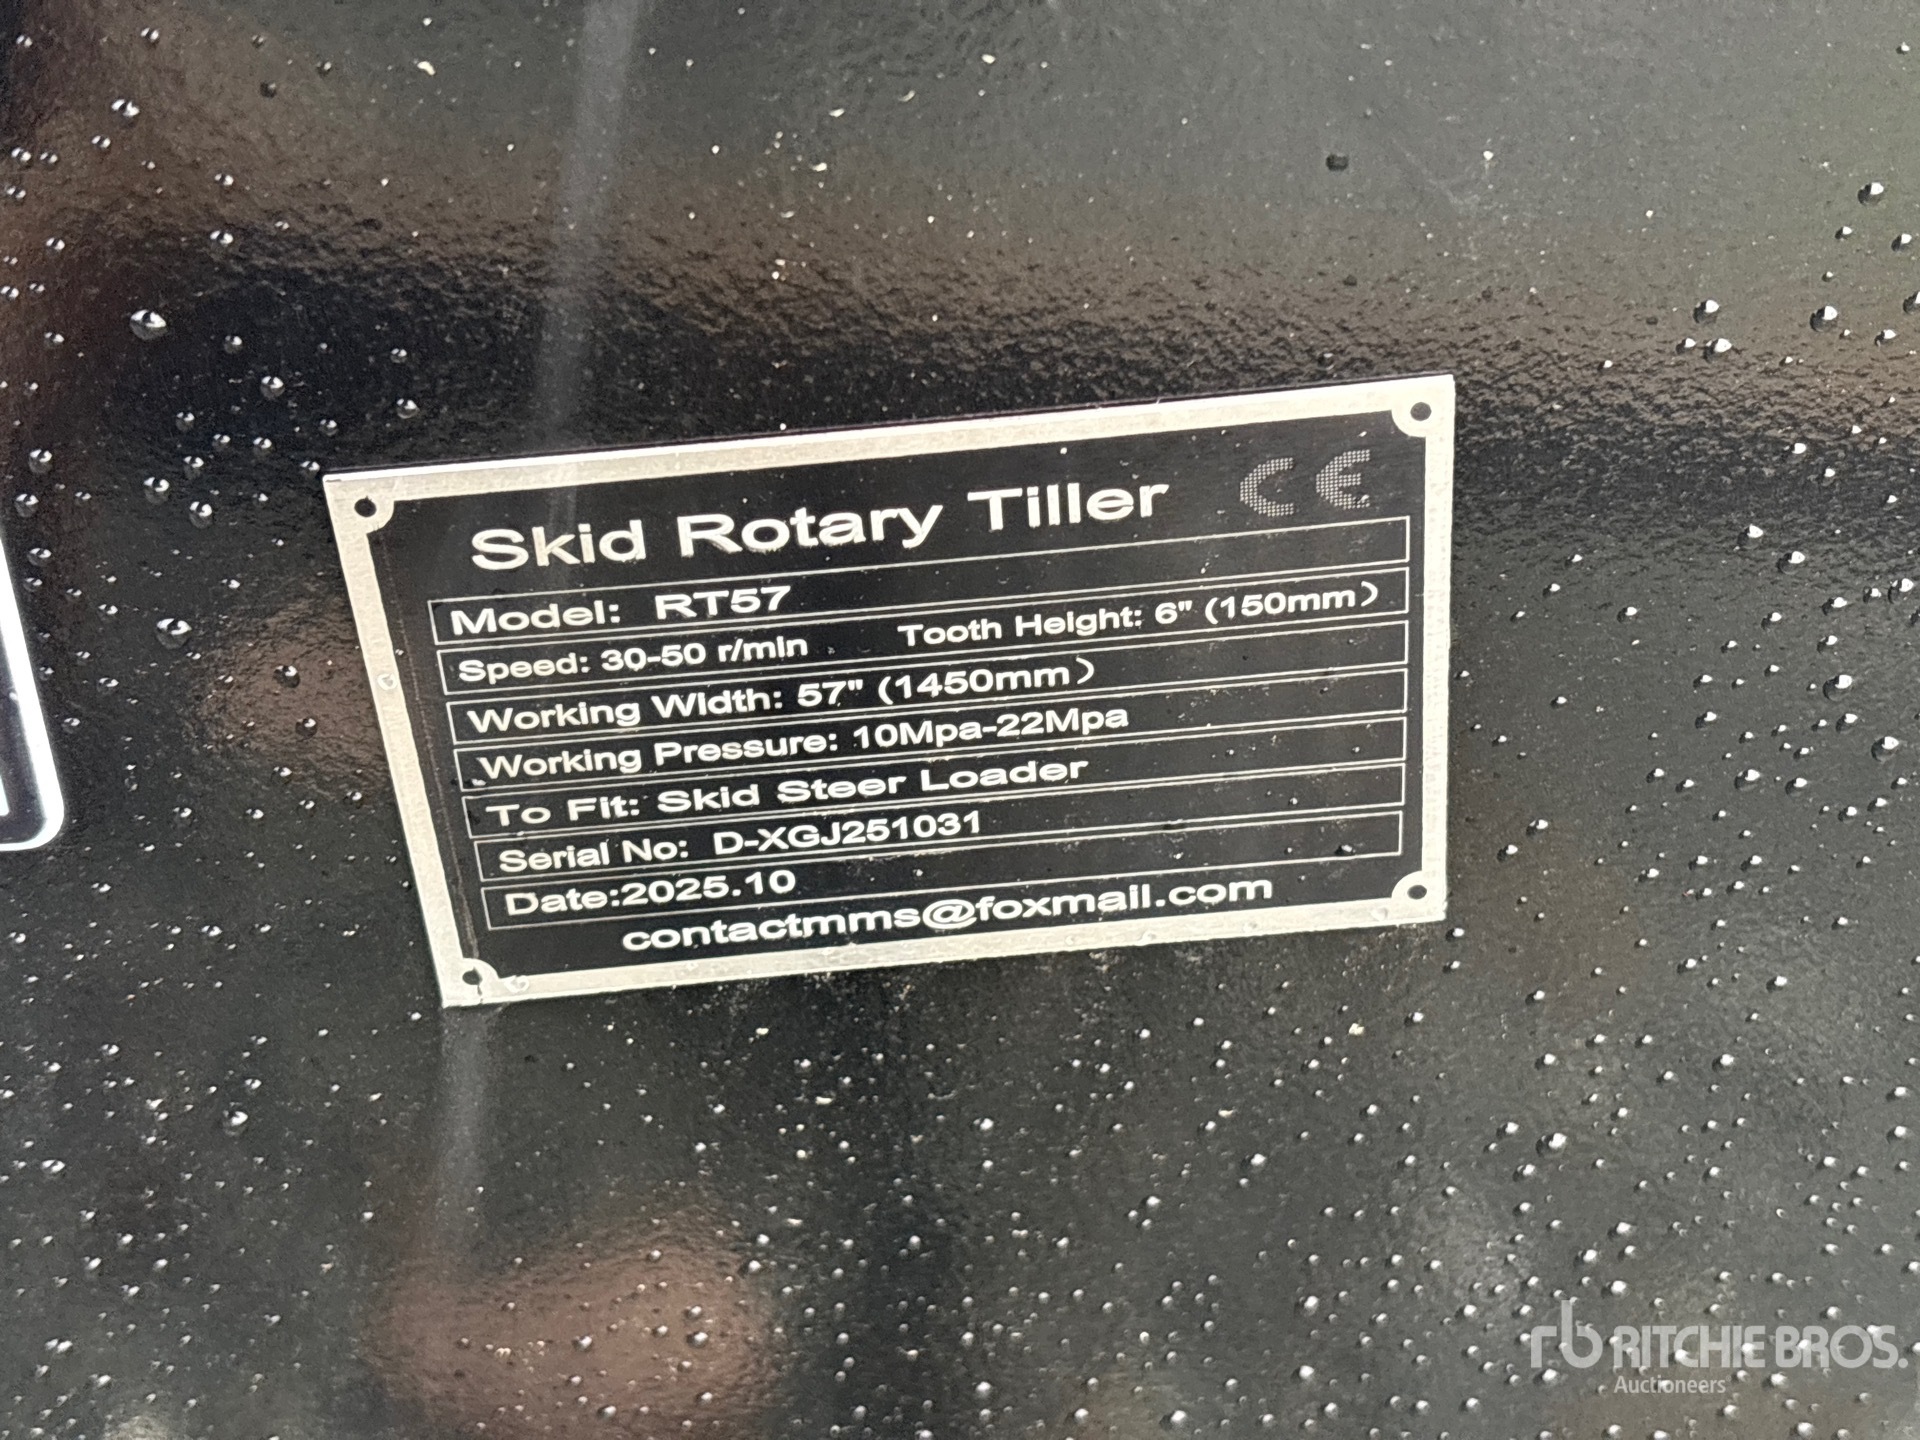 Skid Rotary Tiller CE
Model: RT57
Speed: 30-50 r/min Tooth Height: 6" (150mm)
Working Width: 57" (1450mm)
Working Pressure: 10Mpa-22Mpa
To Fit: Skid Steer Loader
Serial No: D-XGJ251031
Date:2025.10
contactmms@foxmail.com
rb RITCHIE BROS.
Auctioneers